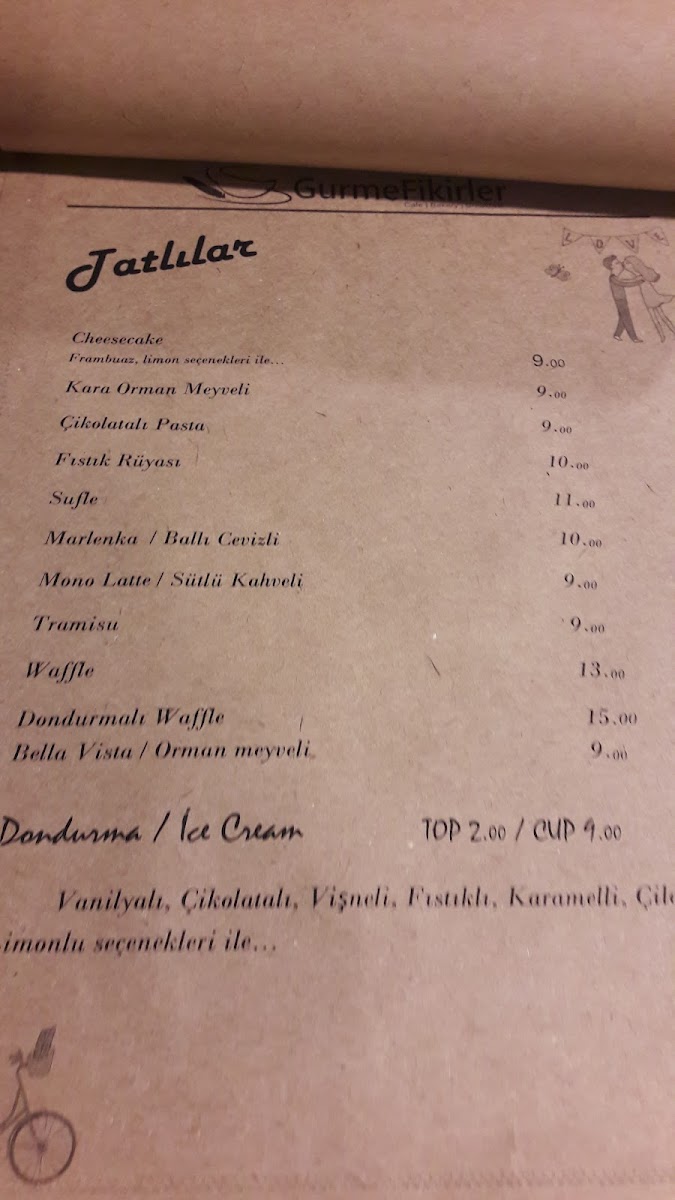 GurmeFikirler
LOVE
Tatlılar
Cheesecake
Frambuaz, limon seçenekleri ile... 9.00
Kara Orman Meyveli 9.00
Çikolatalı Pasta 9.00
Fıstık Rüyası 10.00
Sufle 11.00
Marlenka / Ballı Cevizli 10.00
Mono Latte / Sütlü Kahveli 9.00
Tramisu 9.00
Waffle 13.00
Dondurmalı Waffle 15.00
Bella Vista / Orman meyveli 9.00
Dondurma / İce Cream TOP 2.00 / CUP 9.00
Vanilyalı, Çikolatalı, Vişneli, Fıstıklı, Karamelli,
seçenekleri ile...